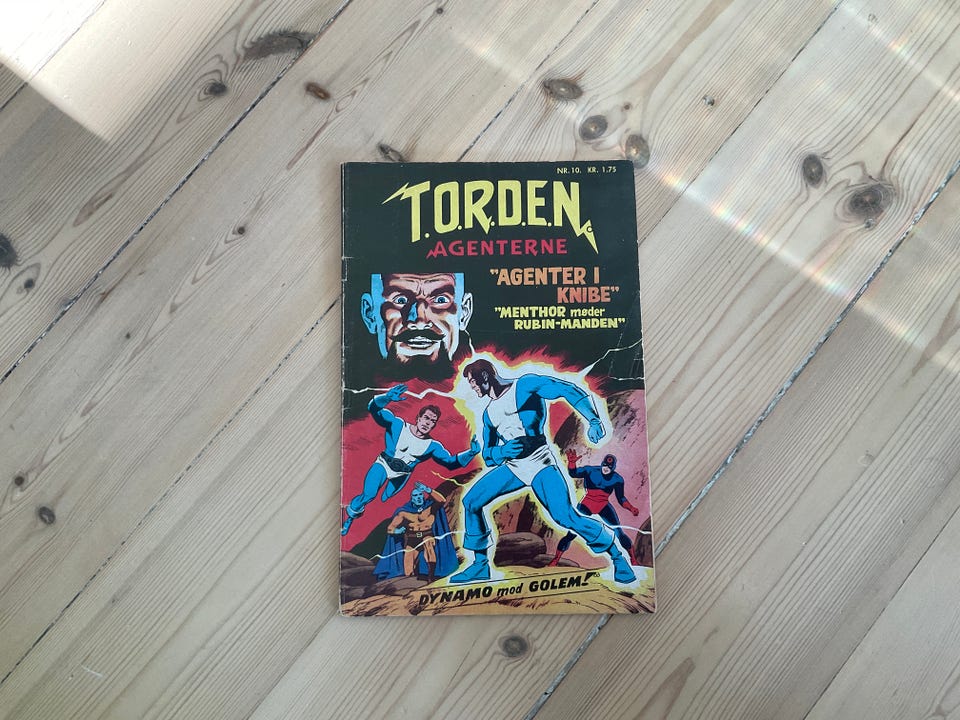 NR. 10. KR. 1.75
T.O.R.D.E.N.
AGENTERNE
"AGENTER I
KNIBE"
"MENTHOR møder
RUBIN-MANDEN"
DYNAMO mod GOLEM!"